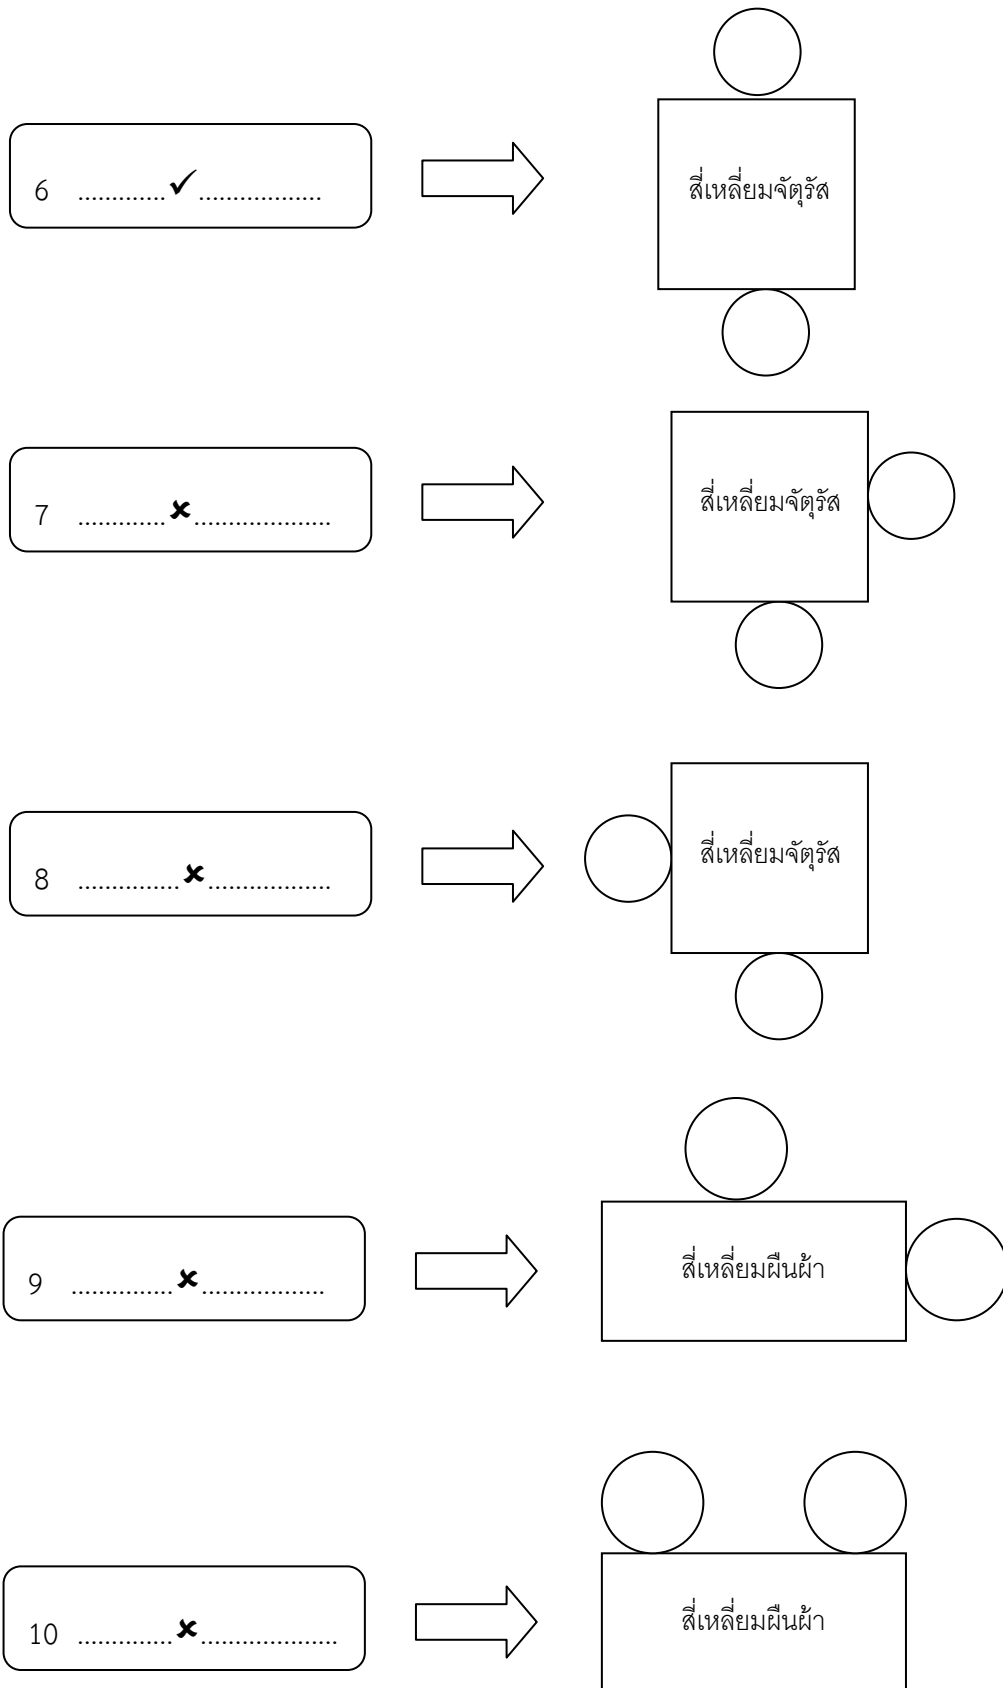 6 .............✓..................
สี่เหลี่ยมจัตุรัส
7 .............✘....................
สี่เหลี่ยมจัตุรัส
8 ...............✘..................
สี่เหลี่ยมจัตุรัส
9 ...............✘..................
สี่เหลี่ยมผืนผ้า
10 ..............✘....................
สี่เหลี่ยมผืนผ้า